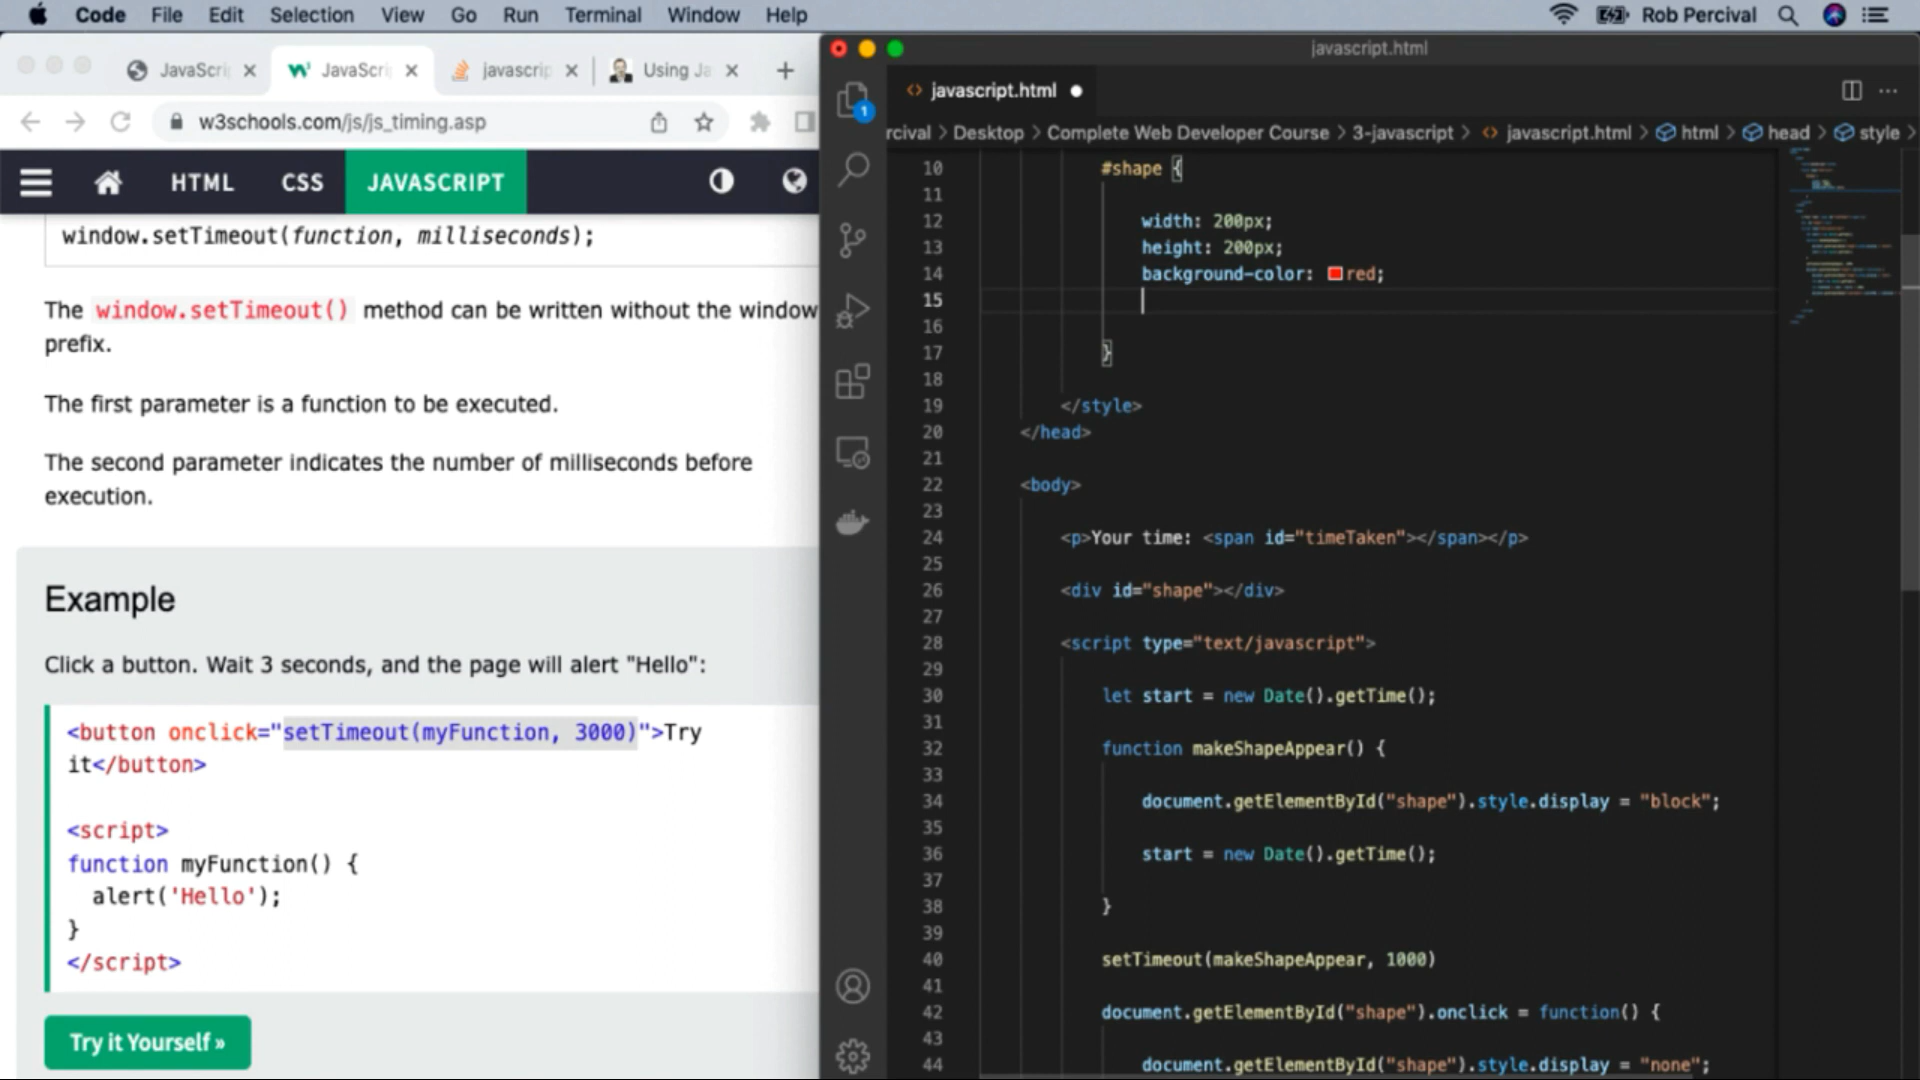 Code File Edit Selection View Go Run Terminal Window Help Rob Percival
JavaScri JavaScri javascrip Using Ja
w3schools.com/js/js_timing.asp
HTML CSS JAVASCRIPT
window.setTimeout(function, milliseconds);
The window.setTimeout() method can be written without the window
prefix.
The first parameter is a function to be executed.
The second parameter indicates the number of milliseconds before
execution.
Example
Click a button. Wait 3 seconds, and the page will alert "Hello":
<button onclick="setTimeout(myFunction, 3000)">Try
it</button>
<script>
function myFunction() {
alert('Hello');
}
</script>
Try it Yourself »
javascript.html
javascript.html
1
rcival > Desktop > Complete Web Developer Course > 3-javascript > javascript.html > html > head > style >
10 #shape {
11
12 width: 200px;
13 height: 200px;
14 background-color: red;
15
16
17 }
18
19 </style>
20 </head>
21
22 <body>
23
24 <p>Your time: <span id="timeTaken"></span></p>
25
26 <div id="shape"></div>
27
28 <script type="text/javascript">
29
30 let start = new Date().getTime();
31
32 function makeShapeAppear() {
33
34 document.getElementById("shape").style.display = "block";
35
36 start = new Date().getTime();
37
38 }
39
40 setTimeout(makeShapeAppear, 1000)
41
42 document.getElementById("shape").onclick = function() {
43
44 document.getElementById("shape").style.display = "none";